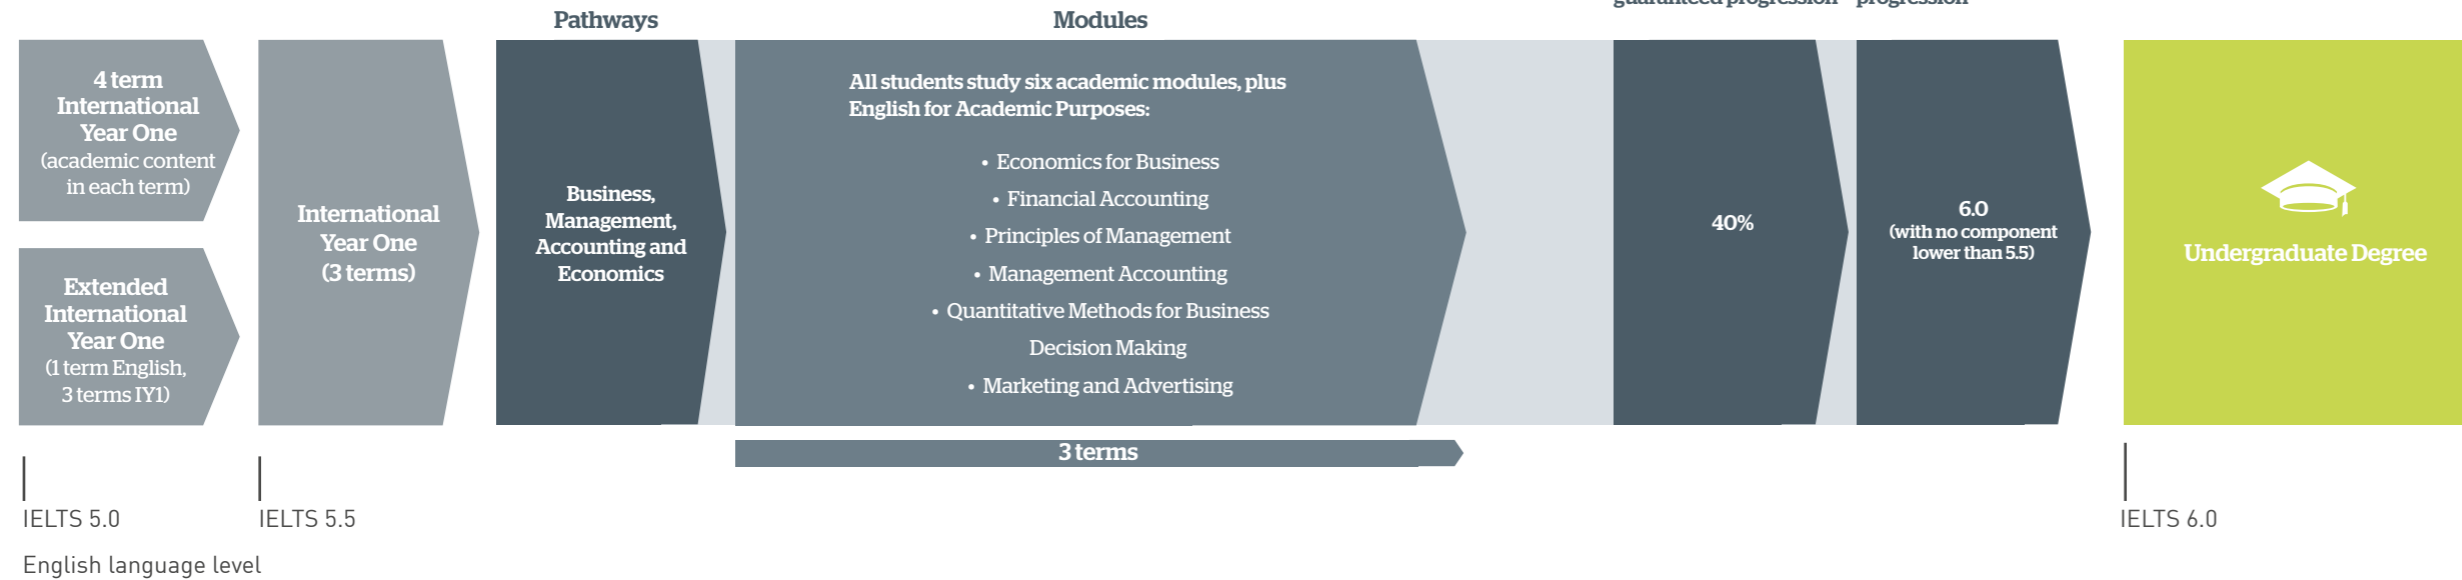 Pathways
Modules
guaranteed progression
progression
4 term
International
Year One
(academic content
in each term)
Extended
International
Year One
(1 term English,
3 terms IY1)
International
Year One
(3 terms)
Business,
Management,
Accounting and
Economics
All students study six academic modules, plus
English for Academic Purposes:
• Economics for Business
• Financial Accounting
• Principles of Management
• Management Accounting
• Quantitative Methods for Business
Decision Making
• Marketing and Advertising
3 terms
40%
6.0
(with no component
lower than 5.5)
Undergraduate Degree
IELTS 5.0
IELTS 5.5
IELTS 6.0
English language level